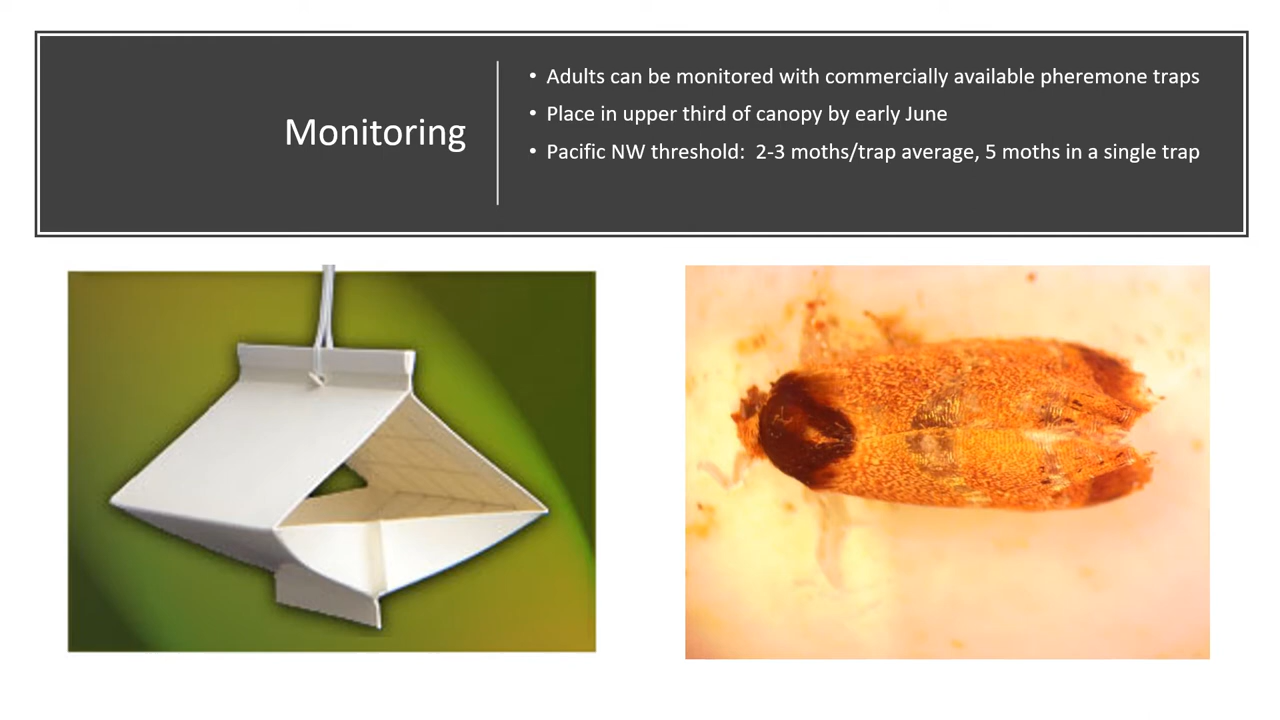 Monitoring
• Adults can be monitored with commercially available pheremone traps
• Place in upper third of canopy by early June
• Pacific NW threshold:  2-3 moths/trap average, 5 moths in a single trap